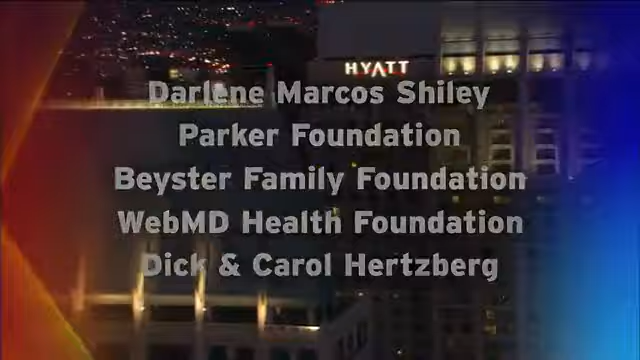 HYATT
Darlene Marcos Shiley
Parker Foundation
Beyster Family Foundation
WebMD Health Foundation
Dick & Carol Hertzberg